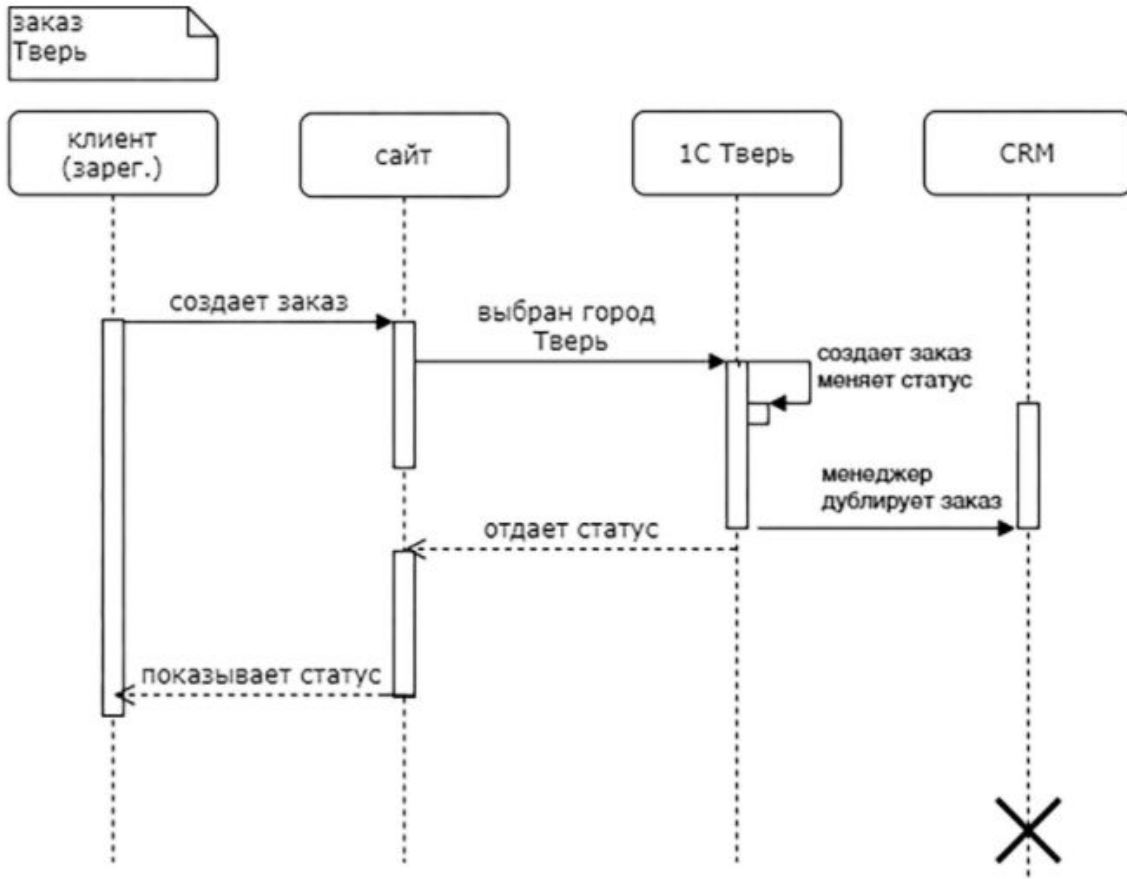 заказ
Тверь
клиент
(зарег.)
сайт
1С Тверь
CRM
создает заказ
выбран город
Тверь
создает заказ
меняет статус
менеджер
дублирует заказ
отдает статус
показывает статус